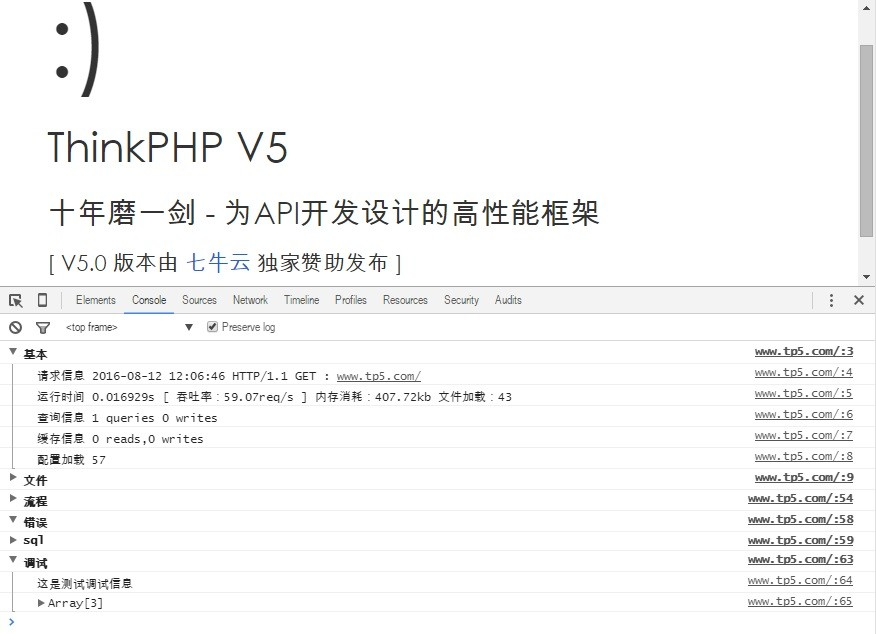 :)
ThinkPHP V5
十年磨一剑 - 为API开发设计的高性能框架
[ V5.0 版本由 七牛云 独家赞助发布 ]
Elements Console Sources Network Timeline Profiles Resources Security Audits
<top frame> Preserve log
基本 www.tp5.com/:3
请求信息 2016-08-12 12:06:46 HTTP/1.1 GET : www.tp5.com/ www.tp5.com/:4
运行时间 0.016929s [ 吞吐率：59.07req/s ] 内存消耗：407.72kb 文件加载：43 www.tp5.com/:5
查询信息 1 queries 0 writes www.tp5.com/:6
缓存信息 0 reads,0 writes www.tp5.com/:7
配置加载 57 www.tp5.com/:8
文件 www.tp5.com/:9
流程 www.tp5.com/:54
错误 www.tp5.com/:58
sql www.tp5.com/:59
调试 www.tp5.com/:63
这是测试调试信息 www.tp5.com/:64
Array[3] www.tp5.com/:65